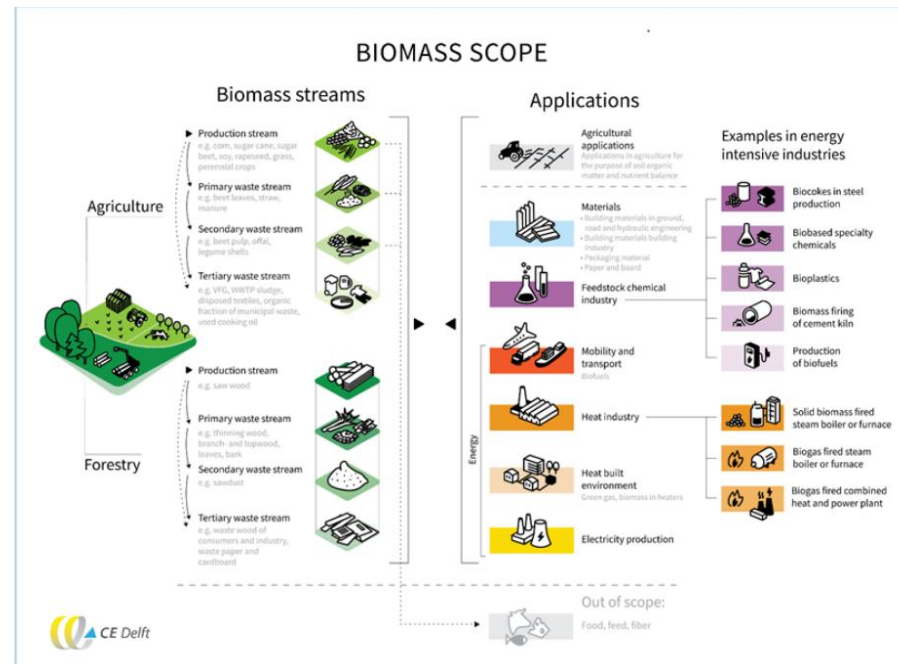 BIOMASS SCOPE
Biomass streams
Agriculture
Forestry
Production stream
e.g. corn, sugar cane, sugar
beet, soy, rapeseed, grass,
perennial crops
Primary waste stream
e.g. beet leaves, straw,
manure
Secondary waste stream
e.g. beet pulp, offal,
legume shells
Tertiary waste stream
e.g. VFG, WWTP sludge,
disposed textiles, organic
fraction of municipal waste,
used cooking oil
Production stream
e.g. saw wood
Primary waste stream
e.g. thinning wood,
branch- and topwood,
leaves, bark
Secondary waste stream
e.g. sawdust
Tertiary waste stream
e.g. waste wood of
consumers and industry,
waste paper and
cardboard
Applications
Agricultural
applications
Applications in agriculture for
the purpose of soil organic
matter and nutrient balance
Materials
• Building materials in ground,
road and hydraulic engineering
• Building materials building
industry
• Packaging material
• Paper and board
Feedstock chemical
industry
Energy
Mobility and
transport
Biofuels
Heat industry
Heat built
environment
Green gas, biomass in heaters
Electricity production
Examples in energy
intensive industries
Biocokes in steel
production
Biobased specialty
chemicals
Bioplastics
Biomass firing
of cement kiln
Production
of biofuels
Solid biomass fired
steam boiler or furnace
Biogas fired steam
boiler or furnace
Biogas fired combined
heat and power plant
Out of scope:
Food, feed, fiber
CE Delft